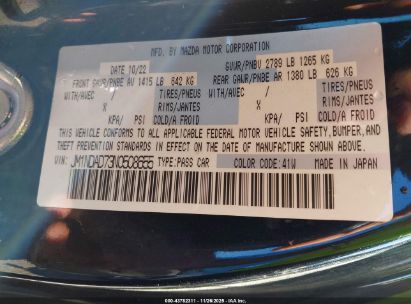 MFD. BY MAZDA MOTOR CORPORATION
DATE 10/22 GVWR/PNBV 2789 LB 1265 KG
FRONT GAWR/PNBE AV 1415 LB 642 KG REAR GAWR/PNBE AR 1380 LB 626 KG
WITH/AVEC / TIRES/PNEUS WITH/AVEC / TIRES/PNEUS
RIMS/JANTES RIMS/JANTES
KPA/ PSI/LPC COLD/A FROID KPA/ PSI/LPC COLD/A FROID
THIS VEHICLE CONFORMS TO ALL APPLICABLE FEDERAL MOTOR VEHICLE SAFETY, BUMPER, AND
THEFT PREVENTION STANDARDS IN EFFECT ON THE DATE OF MANUFACTURE SHOWN ABOVE.
VIN: JM1NDAD73N0508655 TYPE: PASS CAR COLOR CODE: 41W MADE IN JAPAN
000-43782311 - 11/26/2025 - IAA Inc.